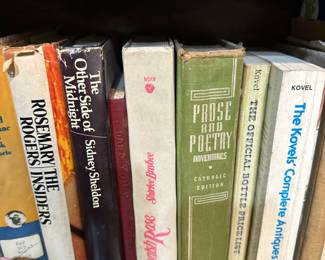 ROSEMARY
ROGERS
THE
INSIDERS
The
Other Side of
Midnight
Sidney Sheldon
PROSE
and
POETRY
ADVENTURES
CATHOLIC
EDITION
Kovel
THE OFFICIAL BOTTLE PRICE LIST
KOVEL
The Kovels' Complete Antiques